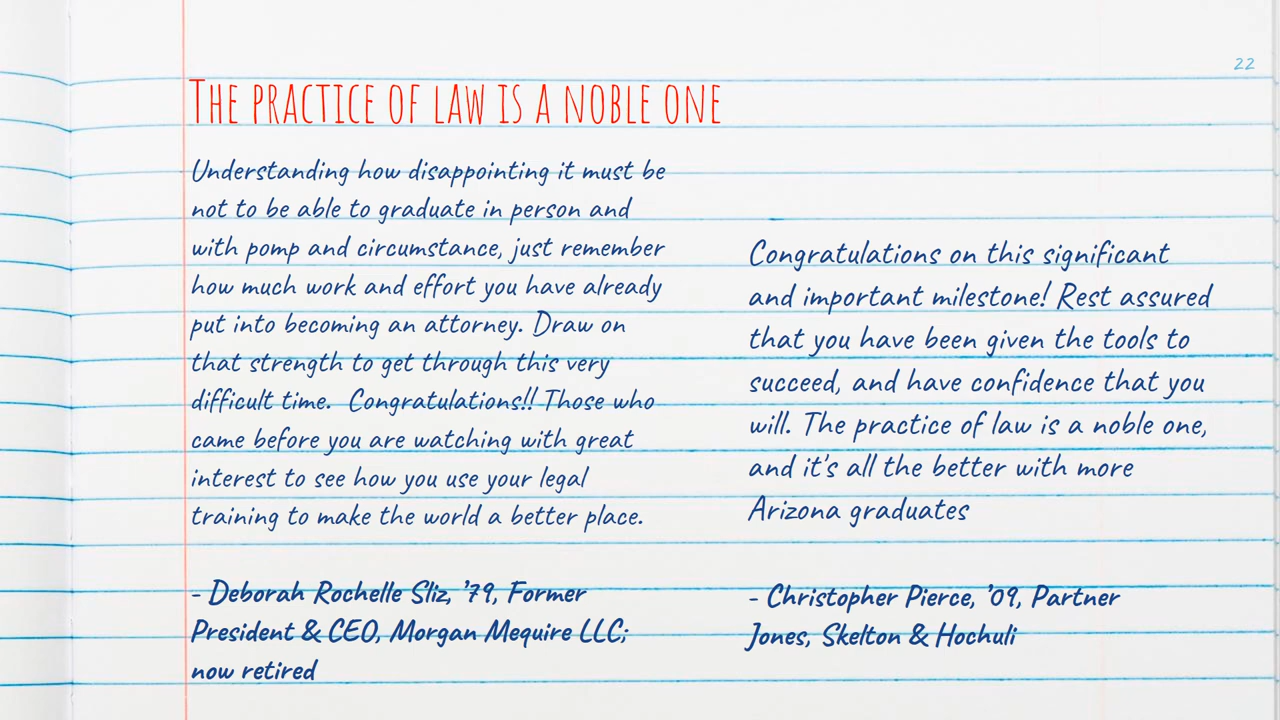 22
The practice of law is a noble one
Understanding how disappointing it must be
not to be able to graduate in person and
with pomp and circumstance, just remember
how much work and effort you have already
put into becoming an attorney. Draw on
that strength to get through this very
difficult time. Congratulations!! Those who
came before you are watching with great
interest to see how you use your legal
training to make the world a better place.
- Deborah Rochelle Sliz, '79, Former
President & CEO, Morgan Mequire LLC;
now retired
Congratulations on this significant
and important milestone! Rest assured
that you have been given the tools to
succeed, and have confidence that you
will. The practice of law is a noble one,
and it's all the better with more
Arizona graduates
- Christopher Pierce, '09, Partner
Jones, Skelton & Hochuli